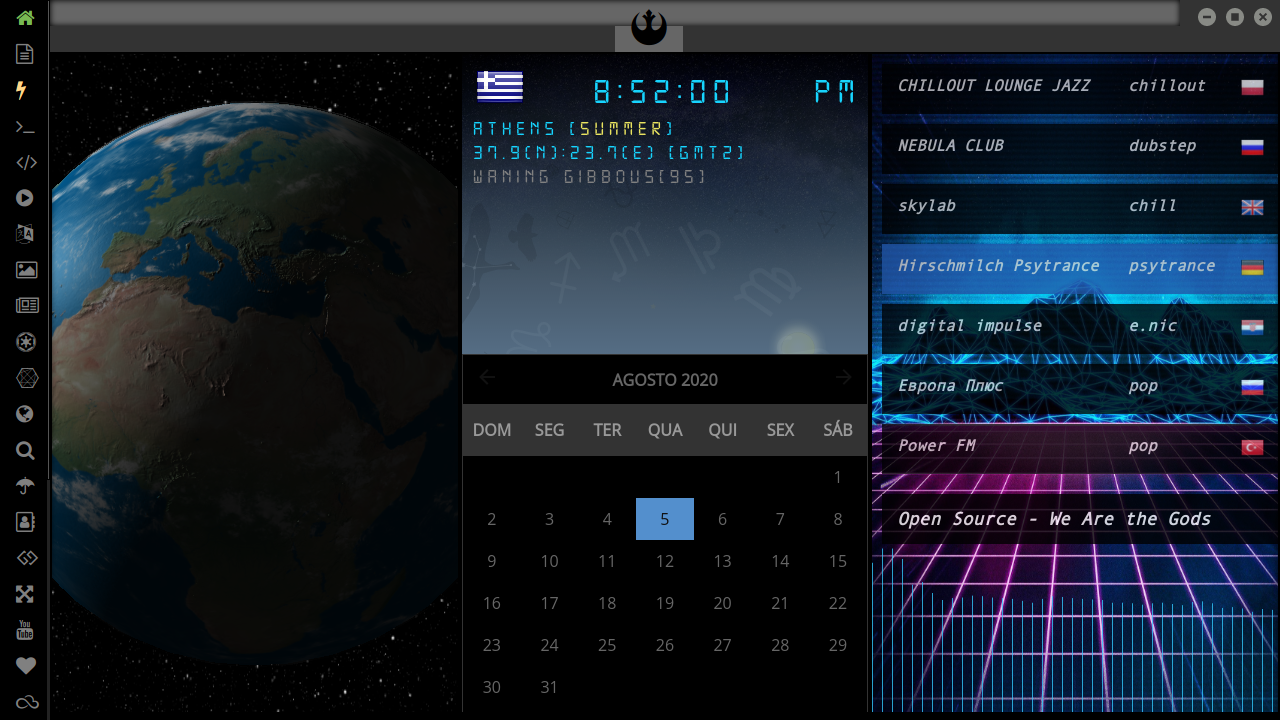 8:52:00 PM
ATHENS (SUMMER)
37.9(N):23.7(E) (GMT2)
WANING GIBBOUS(95)
AGOSTO 2020
DOM SEG TER QUA QUI SEX SÁB
1
2 3 4 5 6 7 8
9 10 11 12 13 14 15
16 17 18 19 20 21 22
23 24 25 26 27 28 29
30 31
CHILLOUT LOUNGE JAZZ chillout
NEBULA CLUB dubstep
skylab chill
Hirschmilch Psytrance psytrance
digital impulse e.nic
Европа Плюс pop
Power FM pop
Open Source - We Are the Gods
You
Tube